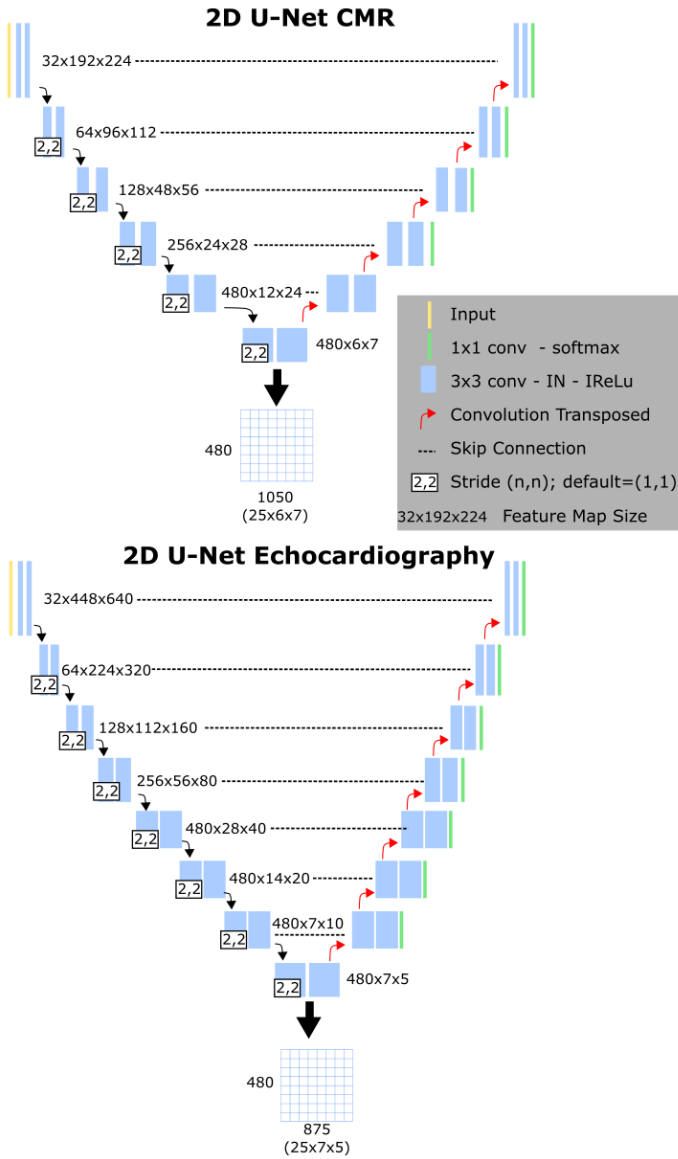 2D U-Net CMR
32x192x224
64x96x112
2,2
128x48x56
2,2
256x24x28
2,2
480x12x24
2,2
480x6x7
2,2
480
1050
(25x6x7)
Input
1x1 conv - softmax
3x3 conv - IN - lReLu
Convolution Transposed
Skip Connection
2,2 Stride (n,n); default=(1,1)
32x192x224 Feature Map Size
2D U-Net Echocardiography
32x448x640
64x224x320
2,2
128x112x160
2,2
256x56x80
2,2
480x28x40
2,2
480x14x20
2,2
480x7x10
2,2
480x7x5
2,2
480
875
(25x7x5)